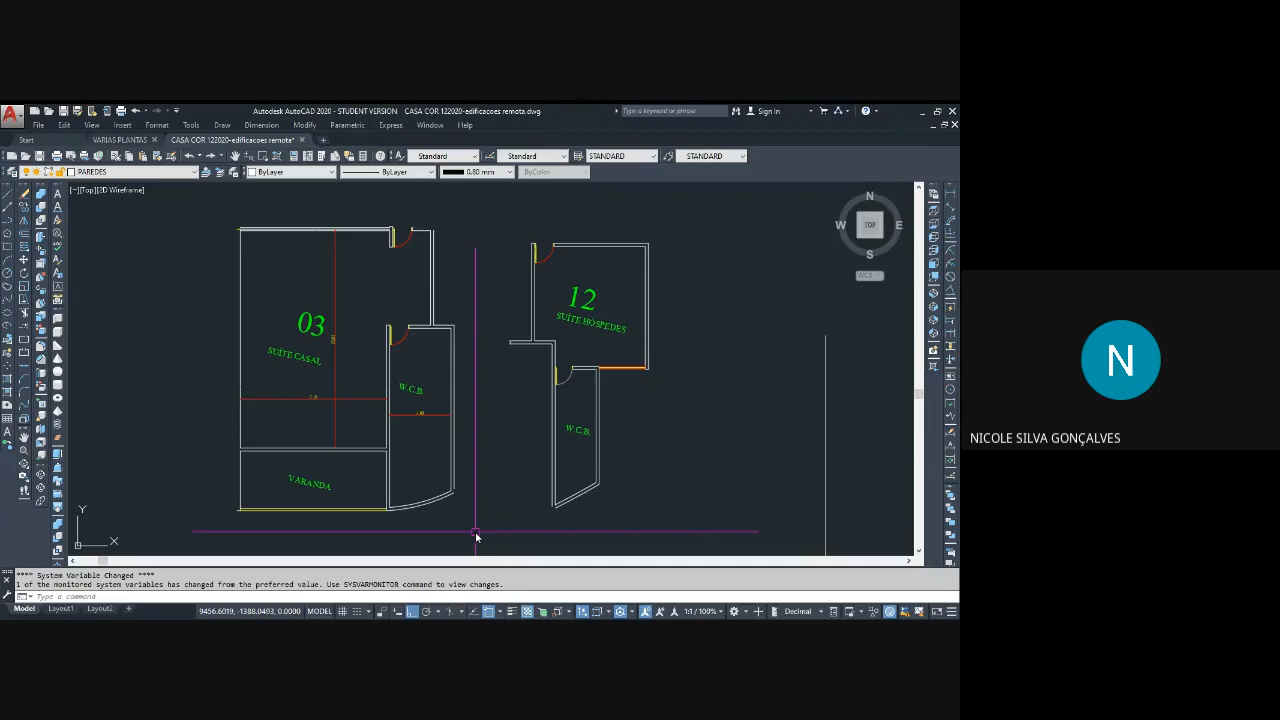 Autodesk AutoCAD 2020 - STUDENT VERSION CASA COR 122020-edificacoes remota.dwg
Type a keyword or phrase
Sign In
File Edit View Insert Format Tools Draw Dimension Modify Parametric Express Window Help
Start VARIAS PLANTAS CASA COR 122020-edificacoes remota*
Standard Standard STANDARD STANDARD
PAREDES ByLayer ByLayer 0.80 mm ByColor
[−][Top][2D Wireframe]
N
W TOP E
S
WCS
03
SUÍTE CASAL
W.C.B.
VARANDA
12
SUÍTE HÓSPEDES
W.C.B.
Y
X
N
NICOLE SILVA GONÇALVES
**** System Variable Changed ****
1 of the monitored system variables has changed from the preferred value. Use SYSVARMONITOR command to view changes.
Type a command
Model Layout1 Layout2 +
9456.6019, -1388.0493, 0.0000 MODEL 1:1 / 100% Decimal